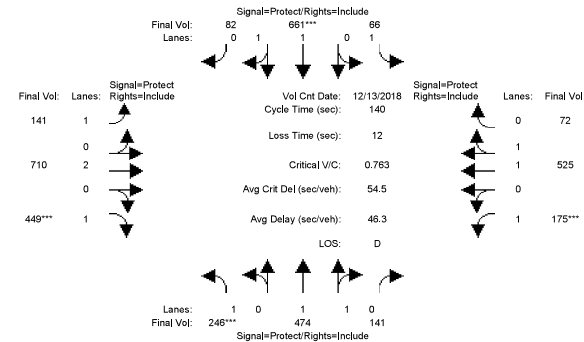 Signal=Protect/Rights=Include
Final Vol: 82 661*** 66
Lanes: 0 1 1 0 1
Signal=Protect
Final Vol: Lanes: Rights=Include
Vol Cnt Date: 12/13/2018
Signal=Protect
Rights=Include Lanes: Final Vol
Cycle Time (sec): 140
141 1
0 72
Loss Time (sec): 12
0
1
710 2
Critical V/C: 0.763
1 525
0
Avg Crit Del (sec/veh): 54.5
0
449*** 1
Avg Delay (sec/veh): 46.3
1 175***
LOS: D
Lanes: 1 0 1 1 0
Final Vol: 246*** 474 141
Signal=Protect/Rights=Include